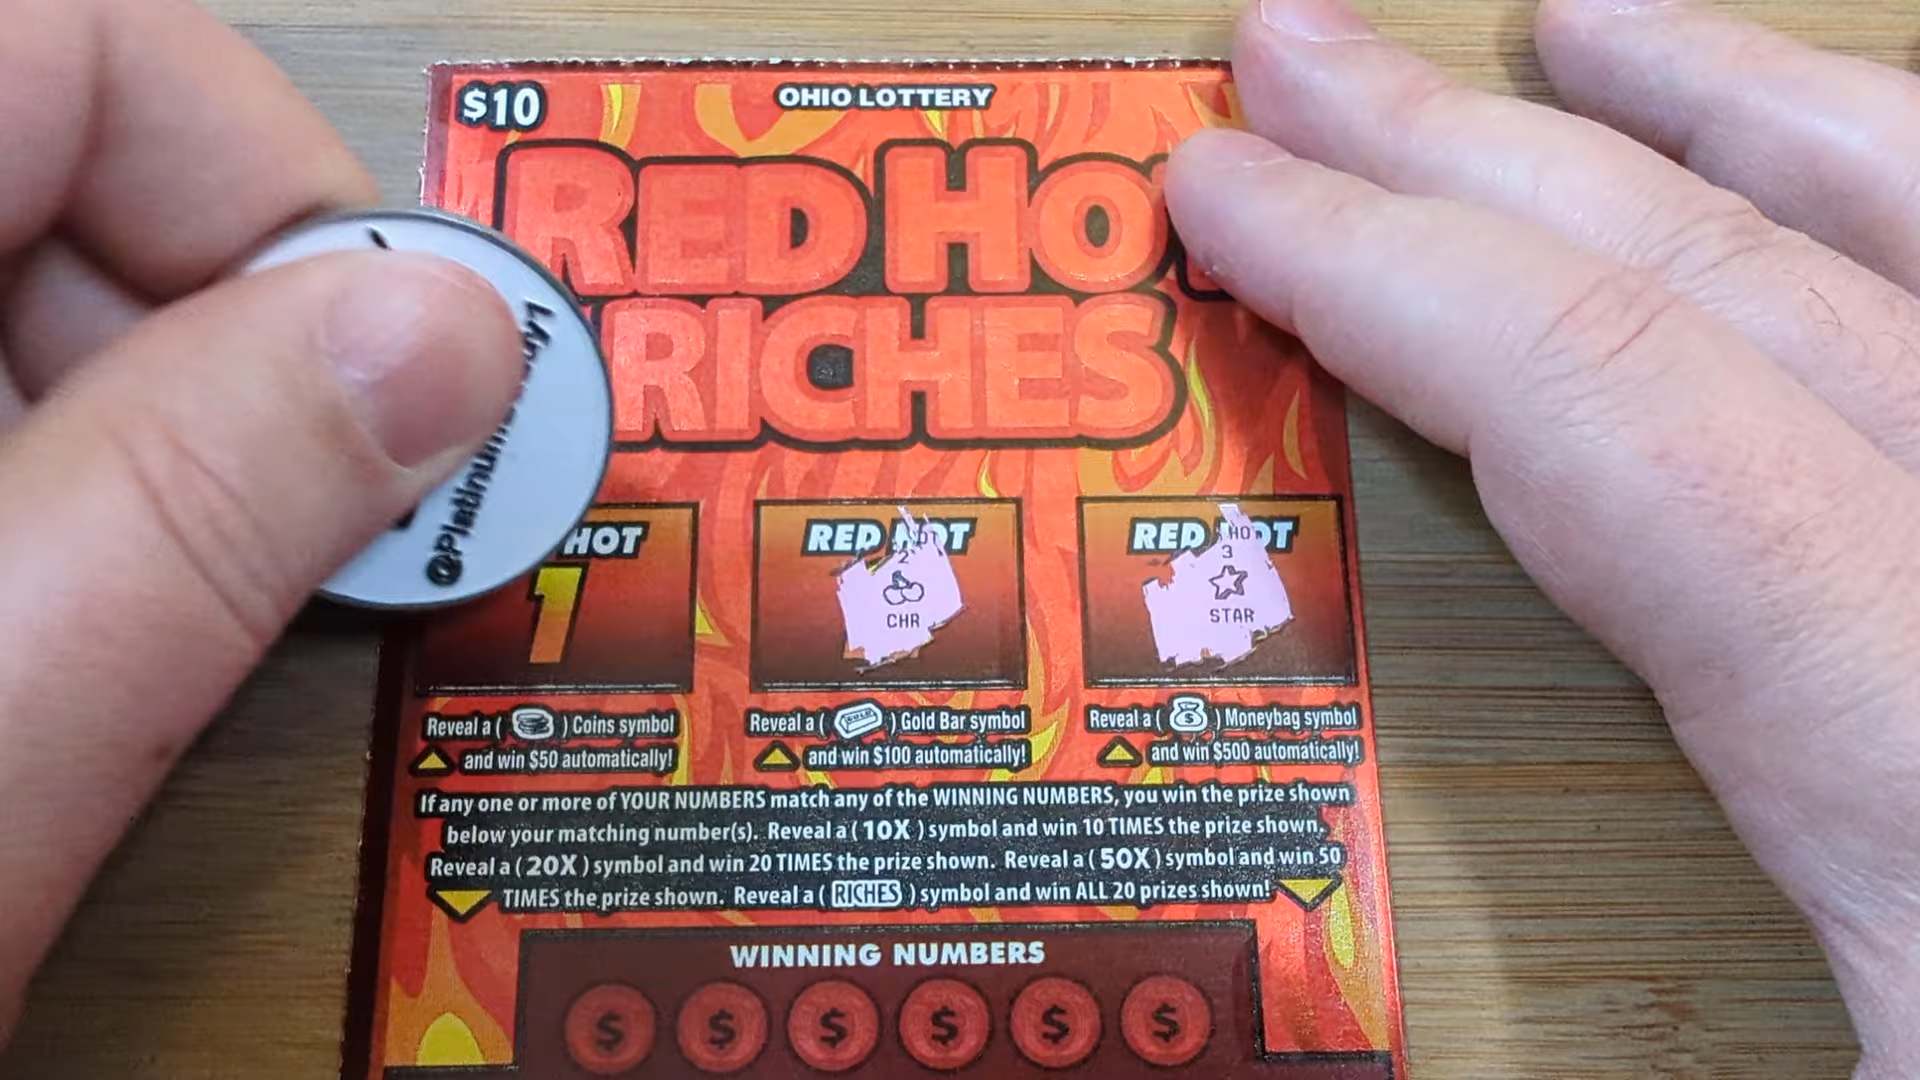 $10
OHIO LOTTERY
RED HO
RICHES
HOT
1
RED HOT
2
CHR
RED HOT
3
STAR
Reveal a ( ) Coins symbol
and win $50 automatically!
Reveal a ( GOLD ) Gold Bar symbol
and win $100 automatically!
Reveal a ( $ ) Moneybag symbol
and win $500 automatically!
If any one or more of YOUR NUMBERS match any of the WINNING NUMBERS, you win the prize shown
below your matching number(s). Reveal a ( 10X ) symbol and win 10 TIMES the prize shown.
Reveal a ( 20X ) symbol and win 20 TIMES the prize shown. Reveal a ( 50X ) symbol and win 50
TIMES the prize shown. Reveal a ( RICHES ) symbol and win ALL 20 prizes shown!
WINNING NUMBERS
$ $ $ $ $ $